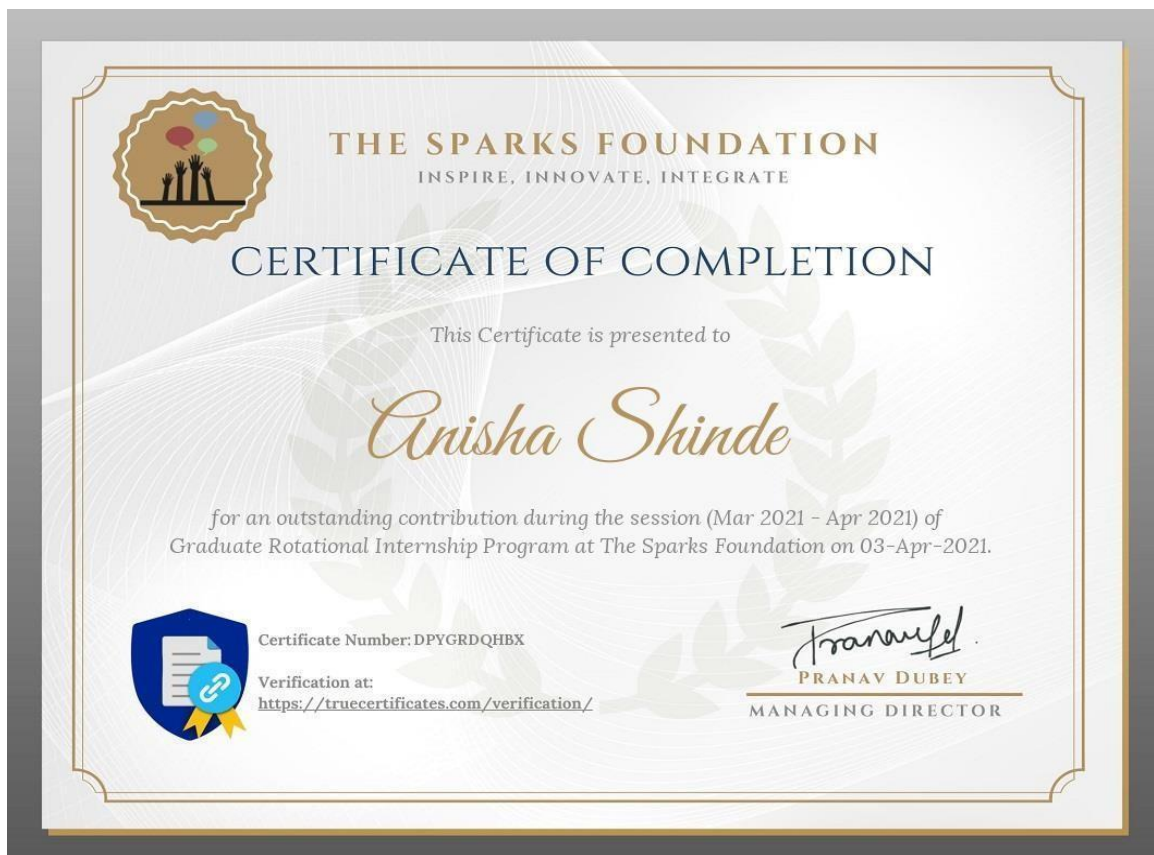 THE SPARKS FOUNDATION
INSPIRE, INNOVATE, INTEGRATE
CERTIFICATE OF COMPLETION
This Certificate is presented to
Anisha Shinde
for an outstanding contribution during the session (Mar 2021 - Apr 2021) of
Graduate Rotational Internship Program at The Sparks Foundation on 03-Apr-2021.
Certificate Number: DPYGRDQHBX
Verification at:
https://truecertificates.com/verification/
PRANAV DUBEY
MANAGING DIRECTOR